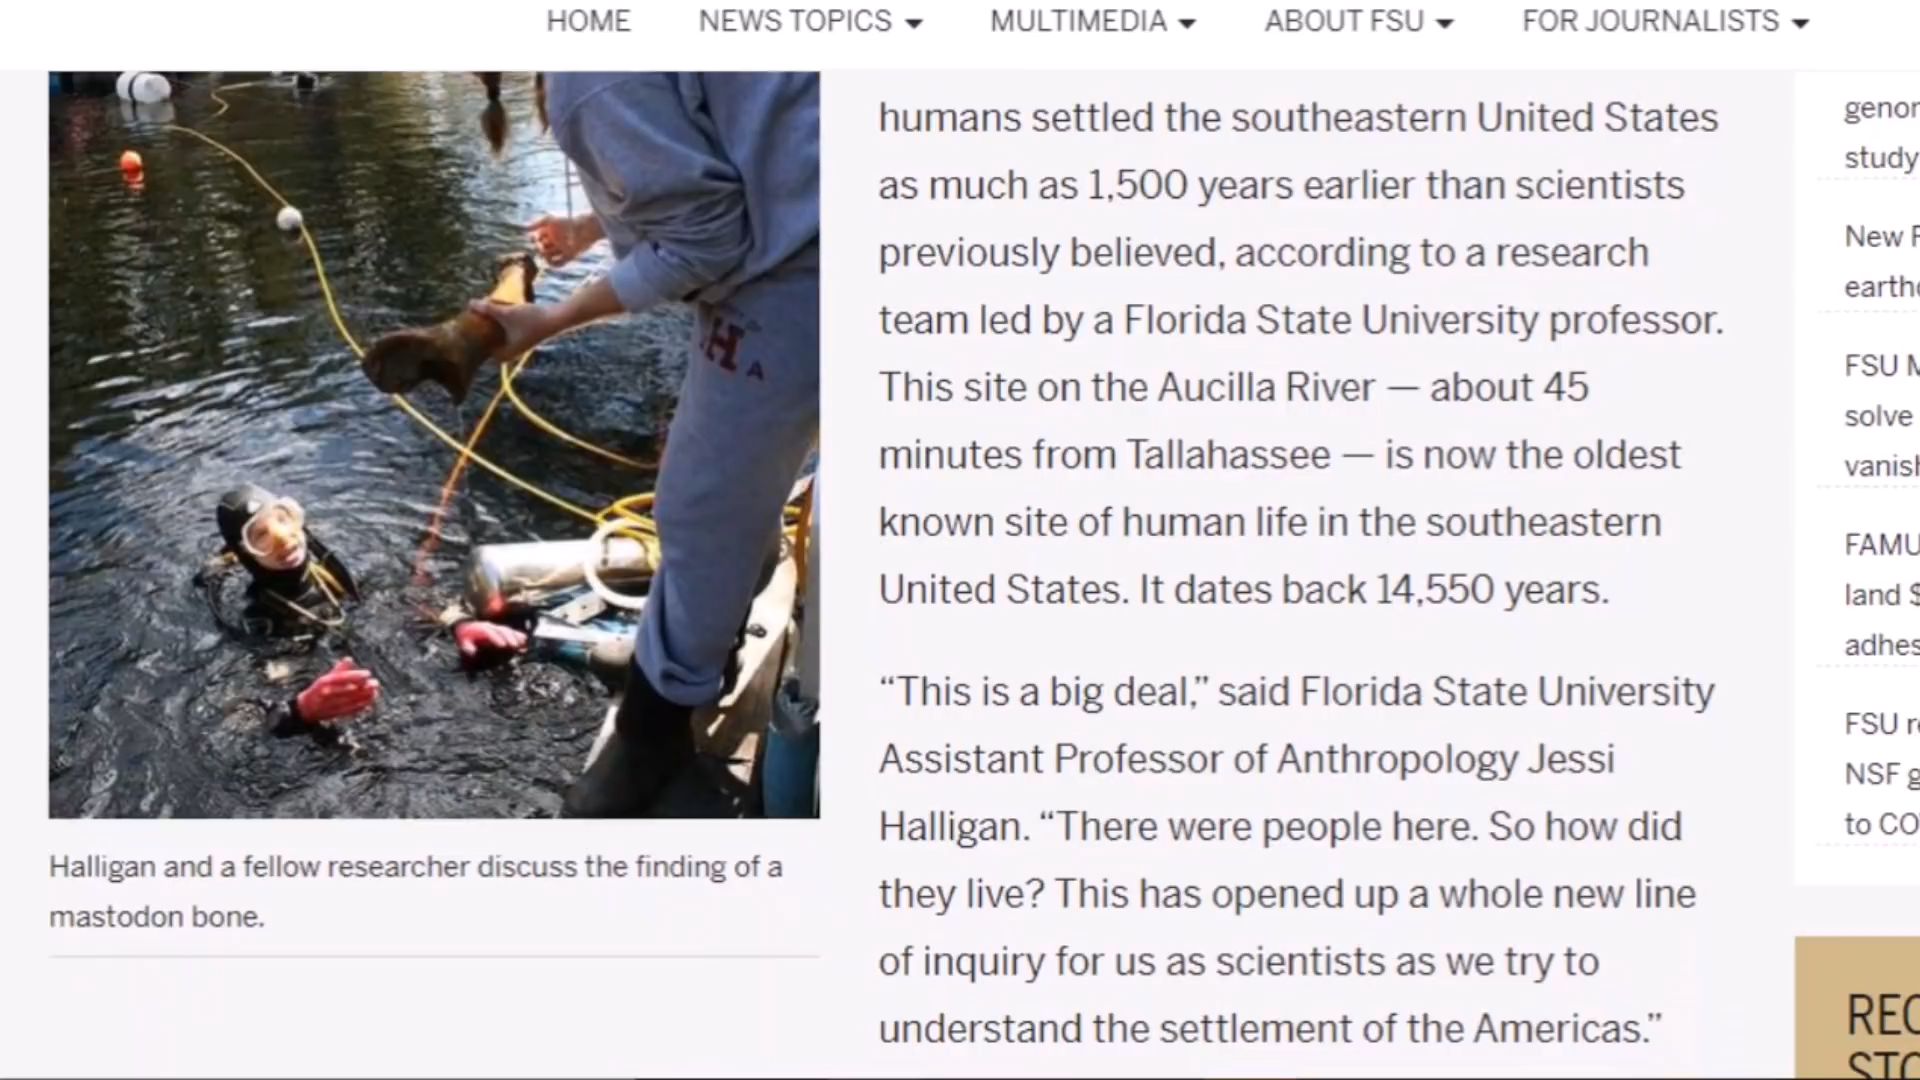 HOME NEWS TOPICS MULTIMEDIA ABOUT FSU FOR JOURNALISTS
humans settled the southeastern United States
as much as 1,500 years earlier than scientists
previously believed, according to a research
team led by a Florida State University professor.
This site on the Aucilla River — about 45
minutes from Tallahassee — is now the oldest
known site of human life in the southeastern
United States. It dates back 14,550 years.
“This is a big deal,” said Florida State University
Assistant Professor of Anthropology Jessi
Halligan. “There were people here. So how did
they live? This has opened up a whole new line
of inquiry for us as scientists as we try to
understand the settlement of the Americas.”
H
A
Halligan and a fellow researcher discuss the finding of a
mastodon bone.
study
New
FSU
solve
FAMU
land $
FSU
NSF
to